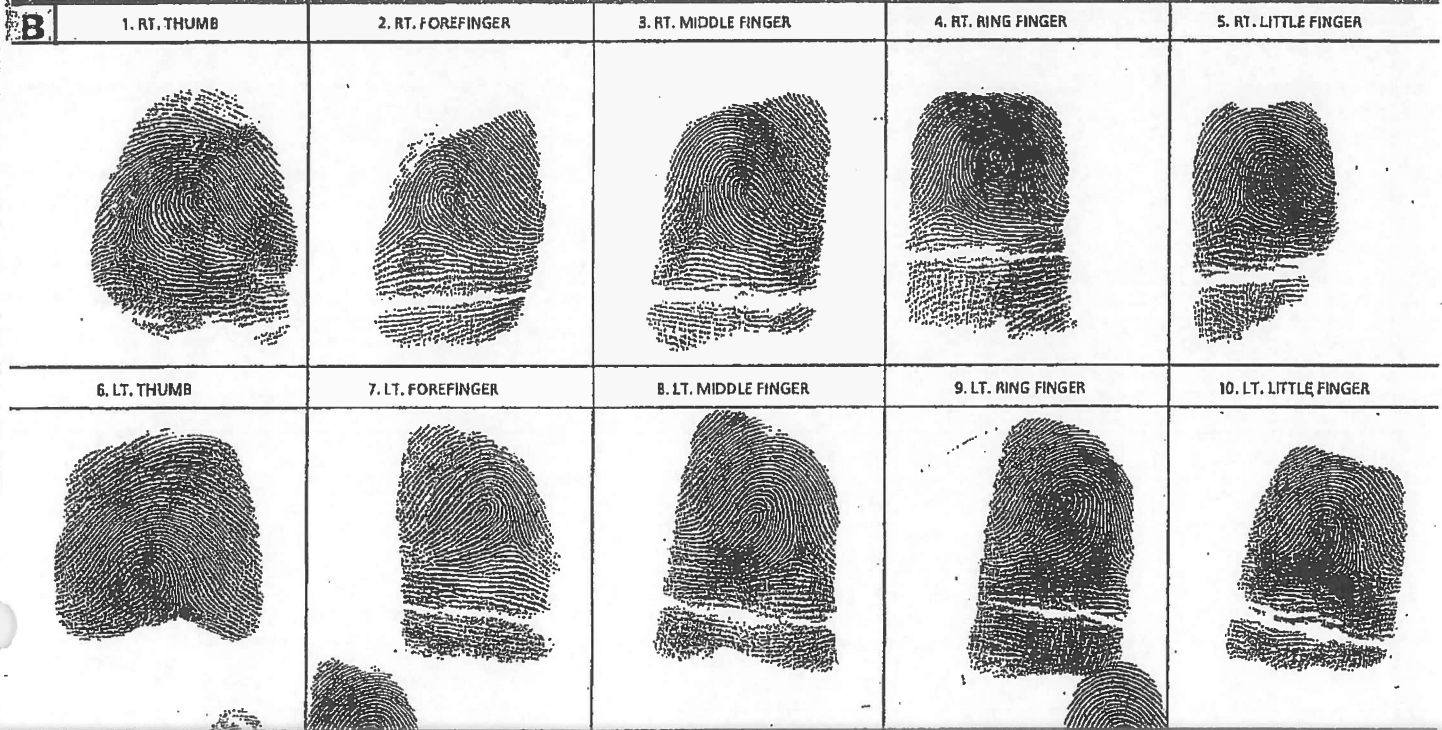 B
1. RT. THUMB
2. RT. FOREFINGER
3. RT. MIDDLE FINGER
4. RT. RING FINGER
5. RT. LITTLE FINGER
6. LT. THUMB
7. LT. FOREFINGER
8. LT. MIDDLE FINGER
9. LT. RING FINGER
10. LT. LITTLE FINGER